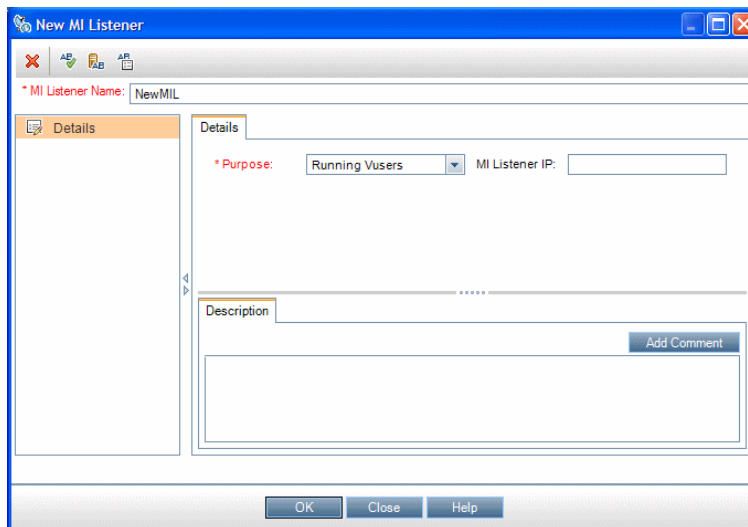 New MI Listener
* MI Listener Name: NewMIL
Details
Details
* Purpose: Running Vusers MI Listener IP:
Description
Add Comment
OK Close Help